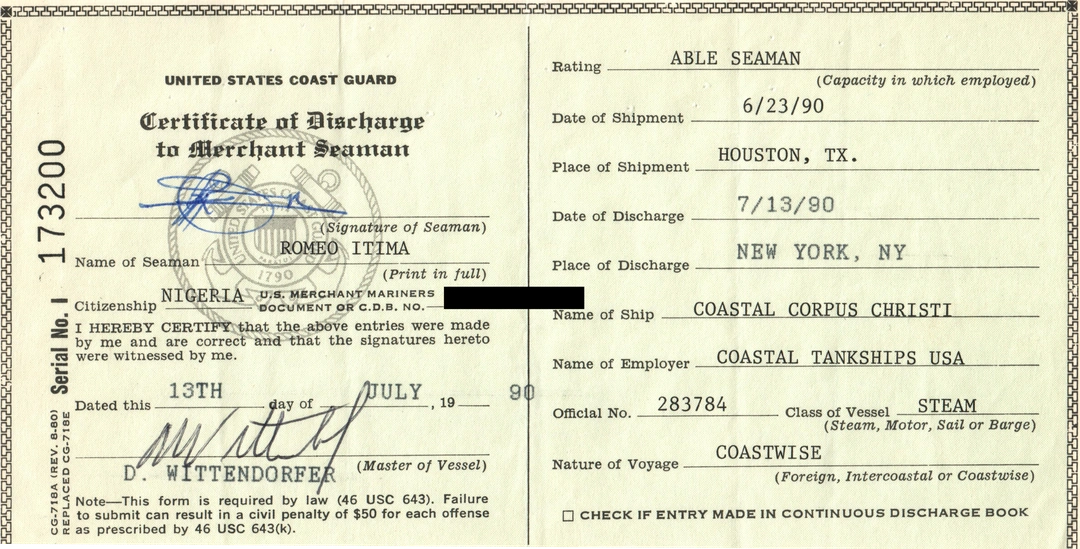 UNITED STATES COAST GUARD
Certificate of Discharge
to Merchant Seaman
(Signature of Seaman)
Name of Seaman ROMEO ITIMA
(Print in full)
Citizenship NIGERIA U.S. MERCHANT MARINERS
DOCUMENT OR C.D.B. NO.
I HEREBY CERTIFY that the above entries were made
by me and are correct and that the signatures hereto
were witnessed by me.
Dated this 13TH day of JULY , 19 90
D. WITTENDORFER (Master of Vessel)
Note—This form is required by law (46 USC 643). Failure
to submit can result in a civil penalty of $50 for each offense
as prescribed by 46 USC 643(k).
Serial No. I 173200
CG-718A (REV. 8-80)
REPLACED CG-718E
1790
Rating ABLE SEAMAN
(Capacity in which employed)
Date of Shipment 6/23/90
Place of Shipment HOUSTON, TX.
Date of Discharge 7/13/90
Place of Discharge NEW YORK, NY
Name of Ship COASTAL CORPUS CHRISTI
Name of Employer COASTAL TANKSHIPS USA
Official No. 283784 Class of Vessel STEAM
(Steam, Motor, Sail or Barge)
Nature of Voyage COASTWISE
(Foreign, Intercoastal or Coastwise)
☐ CHECK IF ENTRY MADE IN CONTINUOUS DISCHARGE BOOK